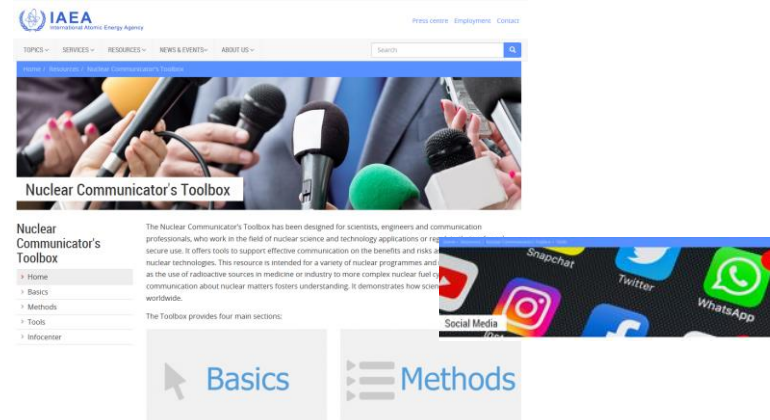 IAEA
International Atomic Energy Agency
Press centre Employment Contact
TOPICS SERVICES RESOURCES NEWS & EVENTS ABOUT US
Search
Home / Resources / Nuclear Communicator's Toolbox
Nuclear Communicator's Toolbox
Nuclear
Communicator's
Toolbox
Home
Basics
Methods
Tools
Infocenter
The Nuclear Communicator's Toolbox has been designed for scientists, engineers and communication
professionals, who work in the field of nuclear science and technology applications or
secure use. It offers tools to support effective communication on the benefits and risks
nuclear technologies. This resource is intended for a variety of nuclear programmes and
as the use of radioactive sources in medicine or industry to more complex nuclear fuel
communication about nuclear matters fosters understanding. It demonstrates how
worldwide.
The Toolbox provides four main sections:
Basics
Methods
Snapchat
Twitter
WhatsApp
Social Media